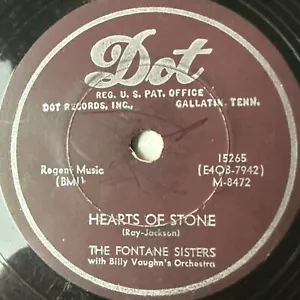 Dot
REG. U. S. PAT. OFFICE
DOT RECORDS, INC., GALLATIN, TENN.
Regent Music
(BMI)
15265
(E4QB-7942)
M-8472
HEARTS OF STONE
(Ray-Jackson)
THE FONTANE SISTERS
with Billy Vaughn's Orchestra